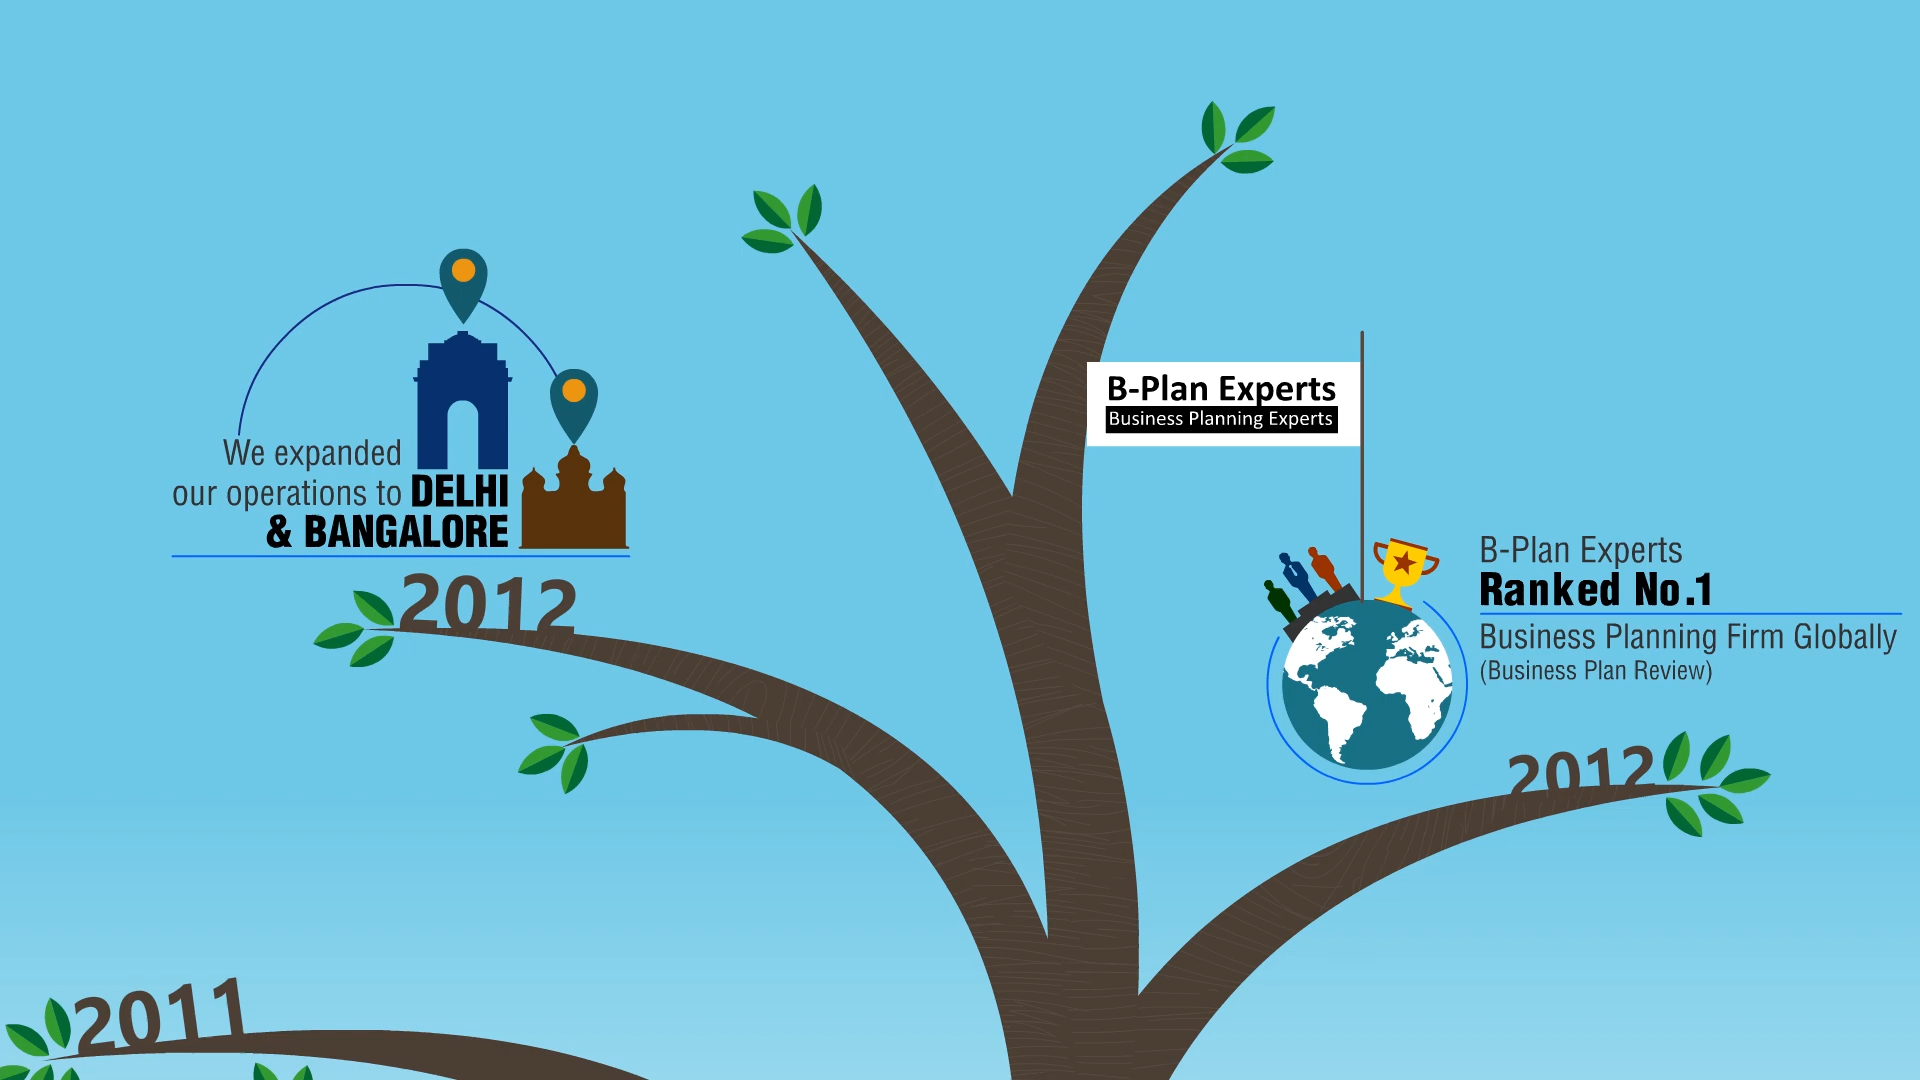 We expanded
our operations to DELHI
& BANGALORE
2012
B-Plan Experts
Business Planning Experts
B-Plan Experts
Ranked No.1
Business Planning Firm Globally
(Business Plan Review)
2012
2011